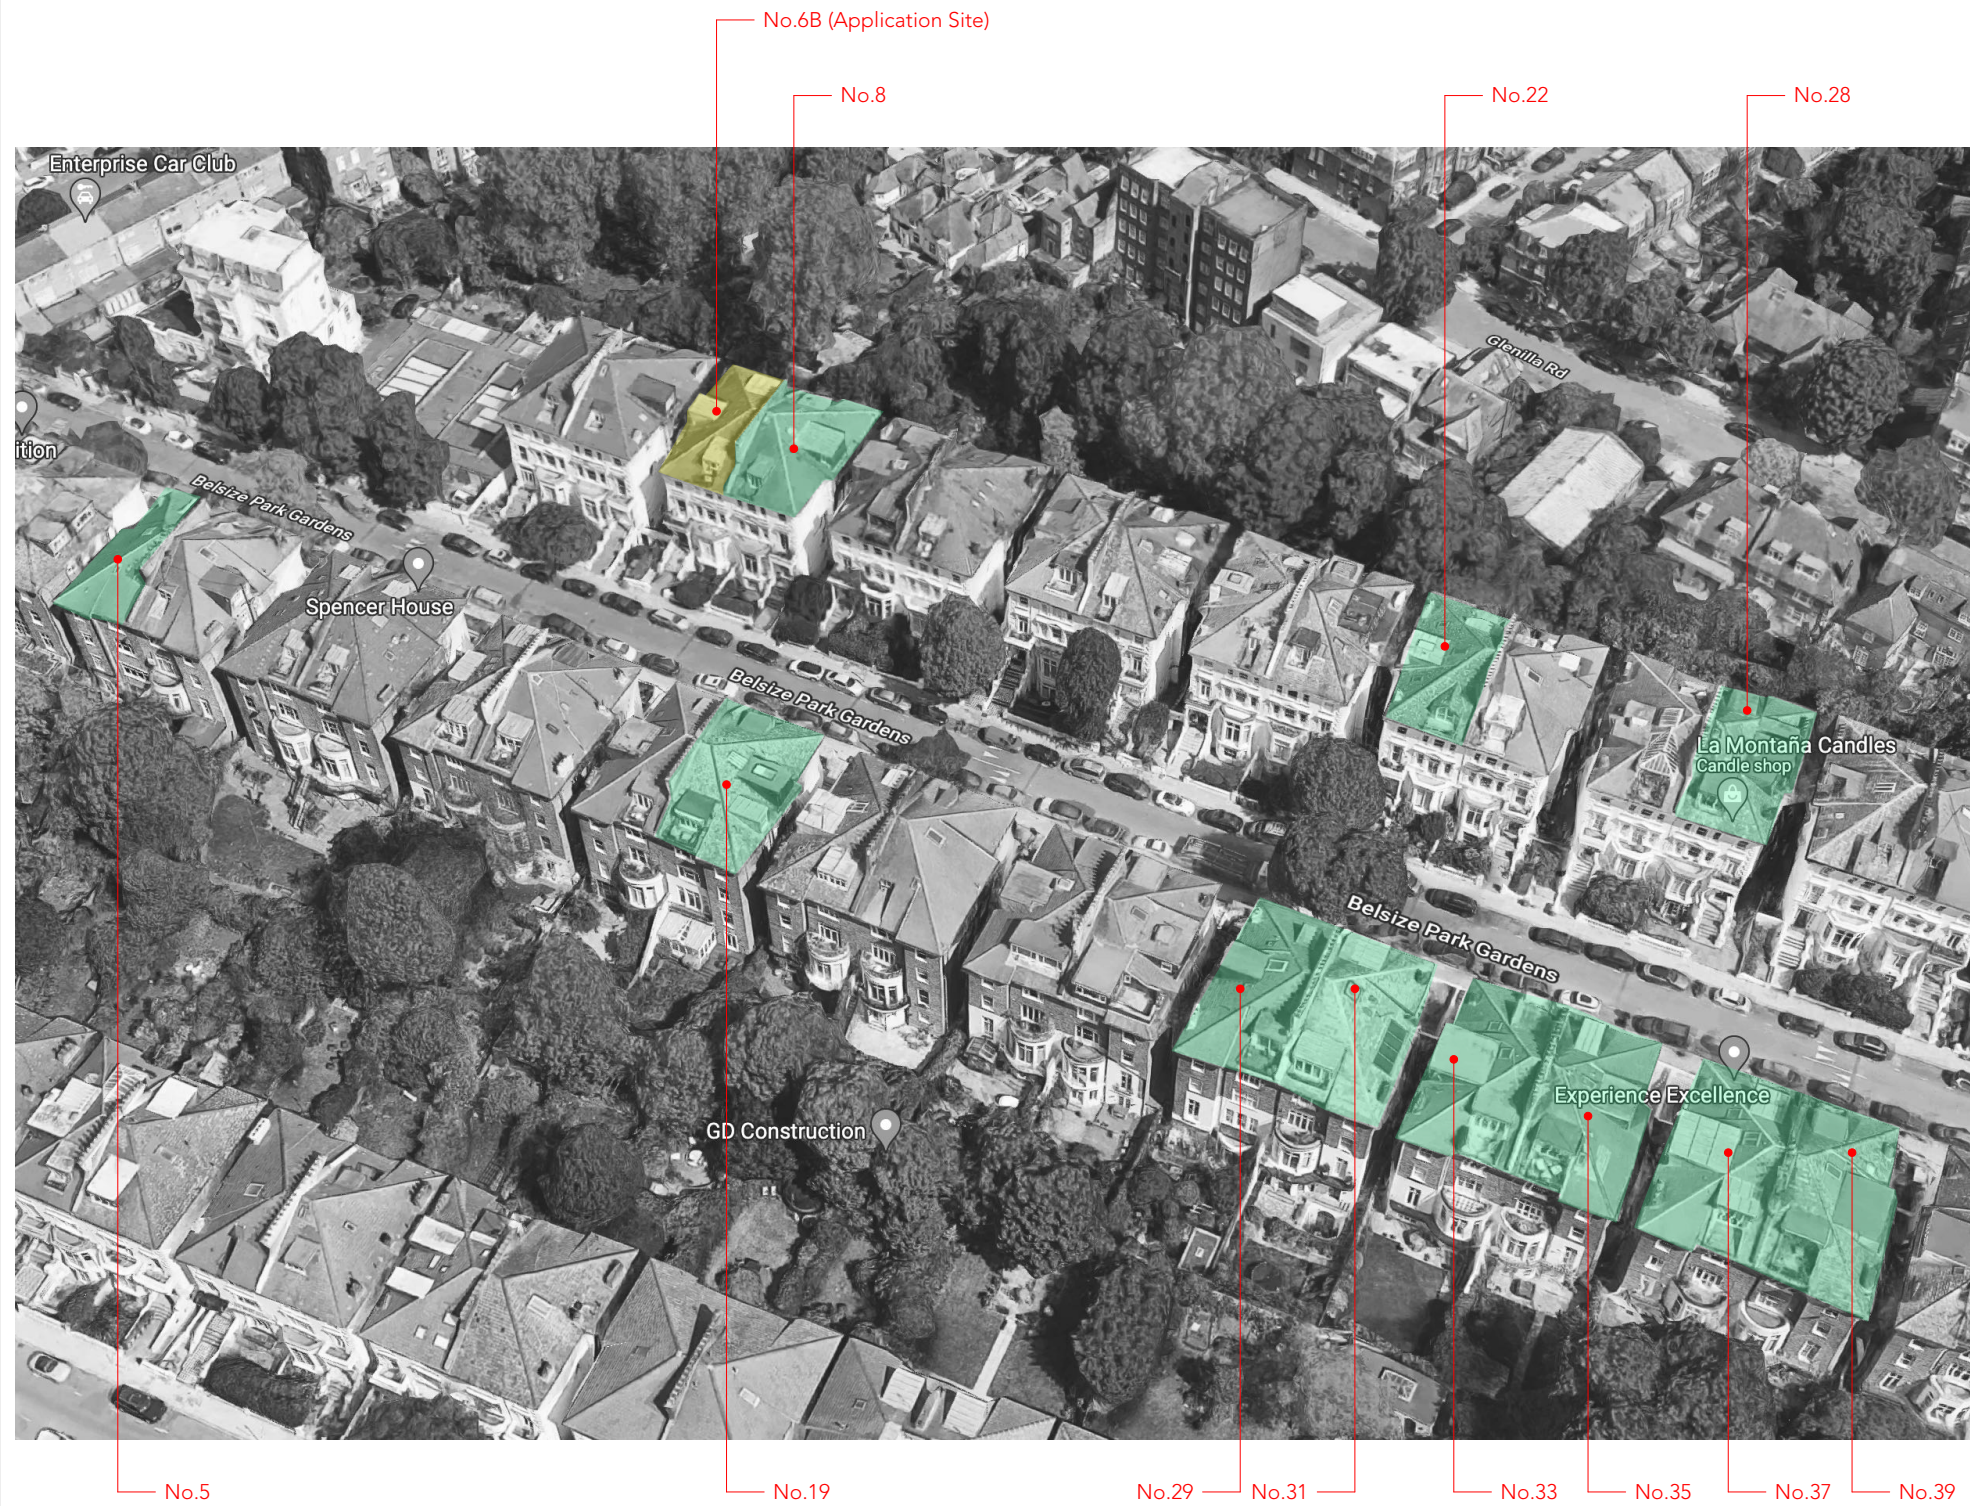 No.6B (Application Site)
No.8
No.22
No.28
Enterprise Car Club
Glenilla Rd
ition
Belsize Park Gardens
Spencer House
Belsize Park Gardens
La Montaña Candles
Candle shop
Belsize Park Gardens
Experience Excellence
GD Construction
No.5
No.19
No.29
No.31
No.33
No.35
No.37
No.39